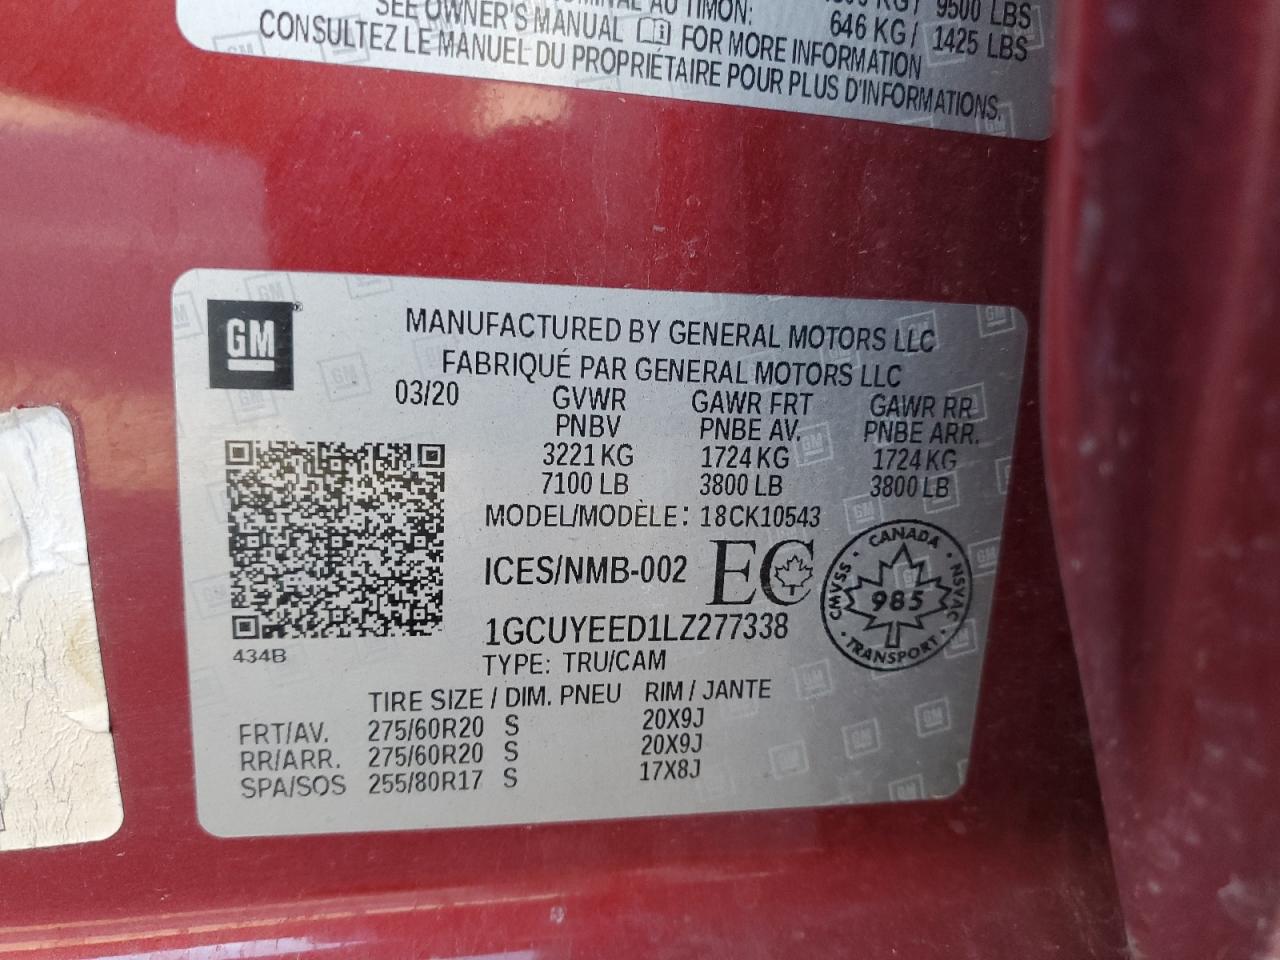 AU TIMON:
9500 LBS
SEE OWNER'S MANUAL FOR MORE INFORMATION
646 KG / 1425 LBS
CONSULTEZ LE MANUEL DU PROPRIÉTAIRE POUR PLUS D'INFORMATIONS.
GM
MANUFACTURED BY GENERAL MOTORS LLC
FABRIQUÉ PAR GENERAL MOTORS LLC
03/20 GVWR GAWR FRT GAWR RR
PNBV PNBE AV. PNBE ARR.
3221 KG 1724 KG 1724 KG
7100 LB 3800 LB 3800 LB
MODEL/MODÈLE: 18CK10543
ICES/NMB-002 EC
CANADA
CMVSS 985 NSVAC
TRANSPORT
1GCUYEED1LZ277338
434B
TYPE: TRU/CAM
TIRE SIZE / DIM. PNEU RIM / JANTE
FRT/AV. 275/60R20 S 20X9J
RR/ARR. 275/60R20 S 20X9J
SPA/SOS 255/80R17 S 17X8J